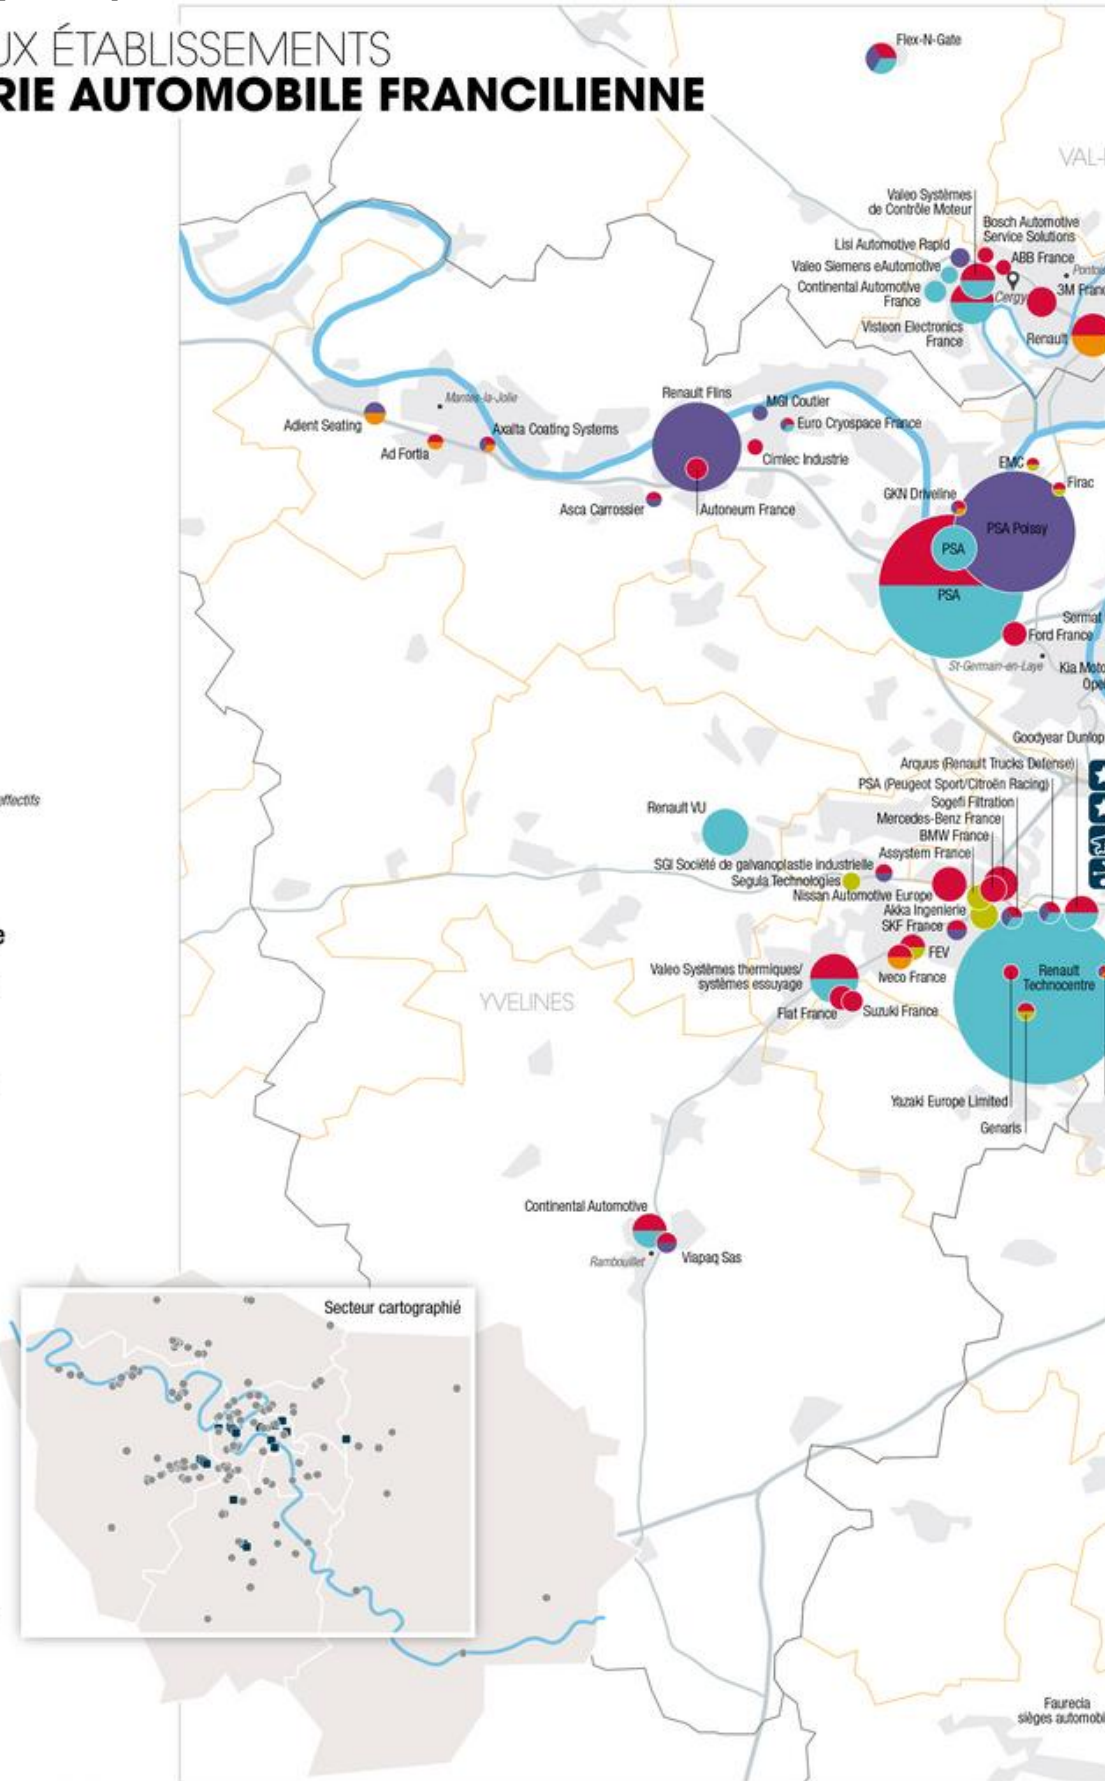 UX ÉTABLISSEMENTS
RIE AUTOMOBILE FRANCILIENNE
Flex-N-Gate
VAL-
Valeo Systèmes
de Contrôle Moteur
Bosch Automotive
Service Solutions
Lisi Automotive Rapid
ABB France
Valeo Siemens eAutomotive
Pontoi
Continental Automotive
France
Cergy
3M Franc
Visteon Electronics
France
Renault
Mantes-la-Jolie
Renault Flins
MGI Coutier
Adient Seating
Axalta Coating Systems
Euro Cryospace France
Ad Fortia
Cimlec Industrie
EMC
Firac
GKN Driveline
Asca Carrossier
Autoneum France
PSA Poissy
PSA
PSA
Sermat
Ford France
St-Germain-en-Laye
Kia Moto
Ope
Goodyear Dunlop
Arquus (Renault Trucks Defense)
PSA (Peugeot Sport/Citroën Racing)
effectifs
Sogefi Filtration
Renault VU
Mercedes-Benz France
BMW France
Assystem France
SGI Société de galvanoplastie industrielle
Segula Technologies
Nissan Automotive Europe
Akka Ingenierie
SKF France
e
FEV
Valeo Systèmes thermiques/
systèmes essuyage
Iveco France
Renault
Technocentre
YVELINES
Fiat France
Suzuki France
Yazaki Europe Limited
Genaris
Continental Automotive
Rambouillet
Viapaq Sas
Secteur cartographié
Faurecia
sièges automobi